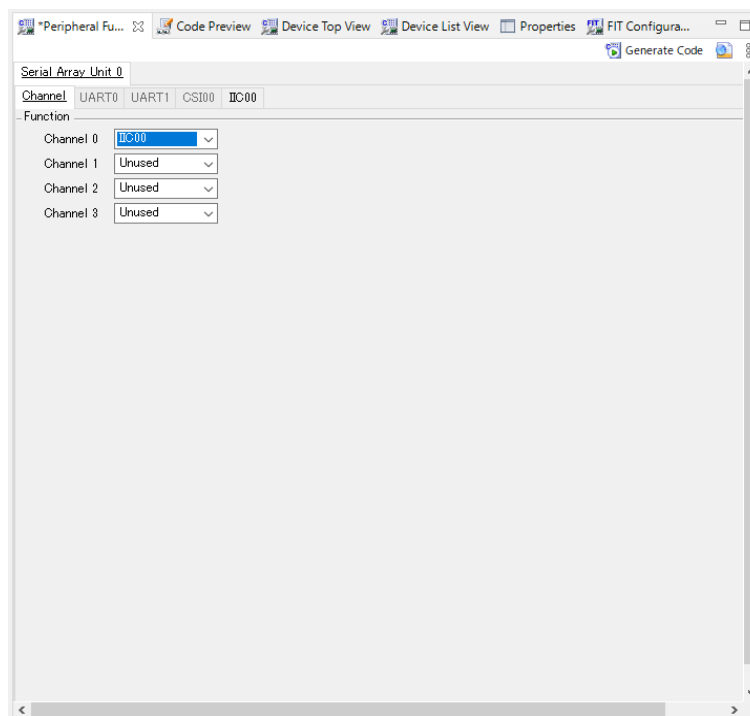 *Peripheral Fu... Code Preview Device Top View Device List View Properties FIT Configura...
Generate Code
Serial Array Unit 0
Channel UART0 UART1 CSI00 IIC00
Function
Channel 0 IIC00
Channel 1 Unused
Channel 2 Unused
Channel 3 Unused